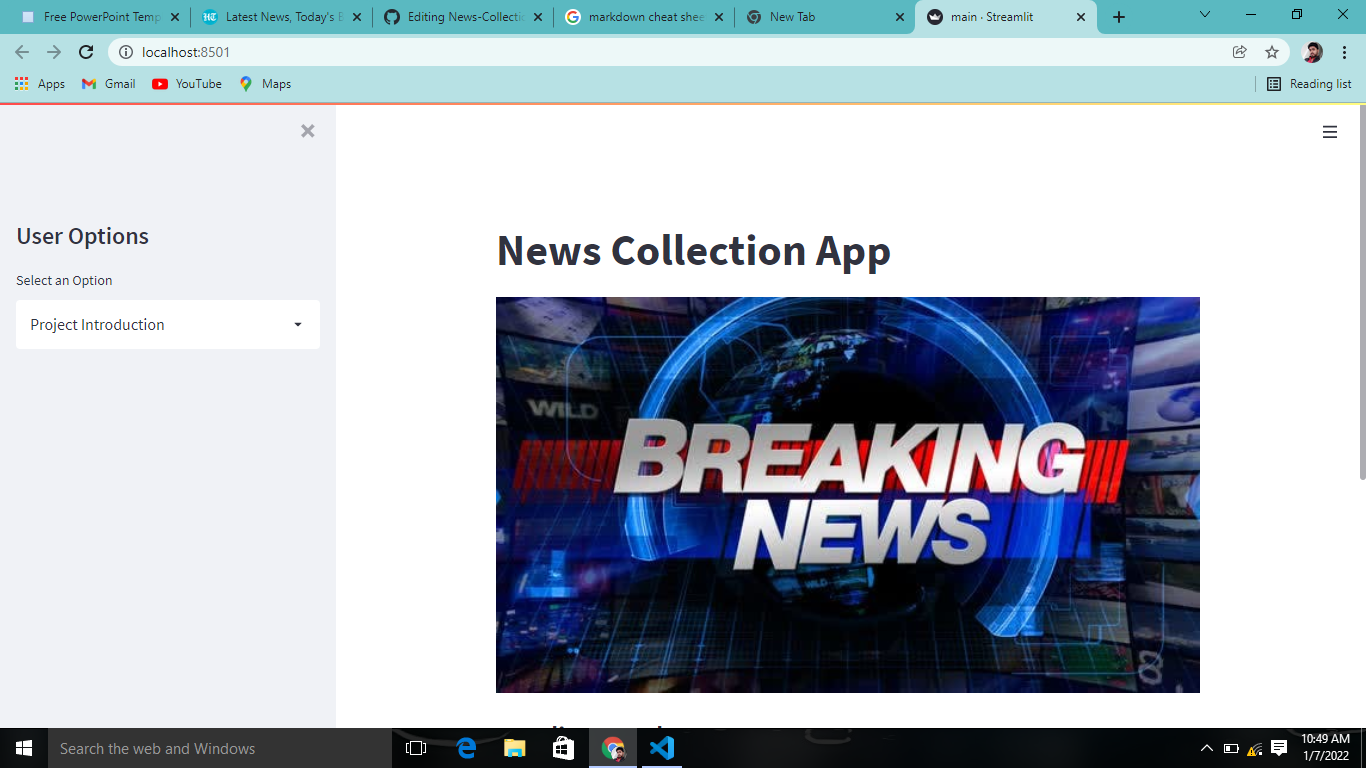 Free PowerPoint Temp
Latest News, Today's B
Editing News-Collectio
markdown cheat shee
New Tab
main · Streamlit
localhost:8501
Apps
Gmail
YouTube
Maps
Reading list
User Options
Select an Option
Project Introduction
News Collection App
WILD
BREAKING
NEWS
WILD
8
Search the web and Windows
10:49 AM
1/7/2022